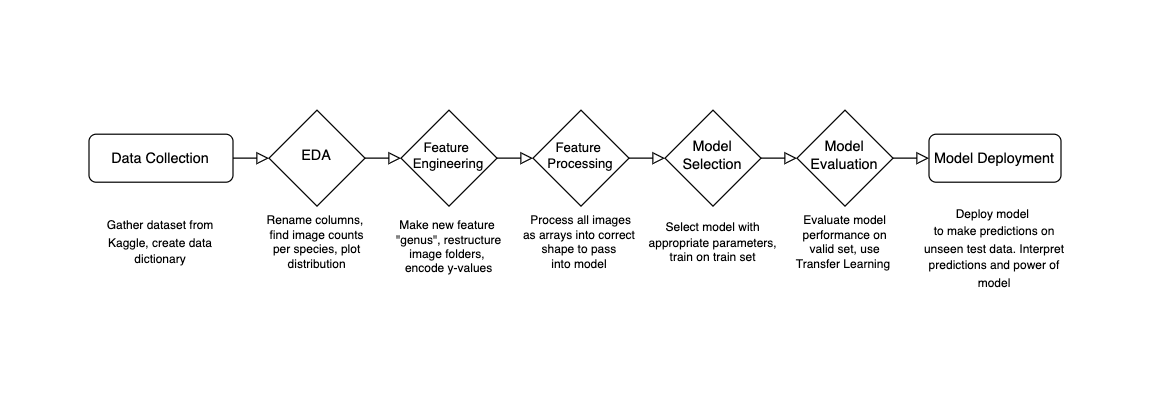 Data Collection
EDA
Feature
Engineering
Feature
Processing
Model
Selection
Model
Evaluation
Model Deployment
Gather dataset from
Kaggle, create data
dictionary
Rename columns,
find image counts
per species, plot
distribution
Make new feature
"genus", restructure
image folders,
encode y-values
Process all images
as arrays into correct
shape to pass
into model
Select model with
appropriate parameters,
train on train set
Evaluate model
performance on
valid set, use
Transfer Learning
Deploy model
to make predictions on
unseen test data. Interpret
predictions and power of
model